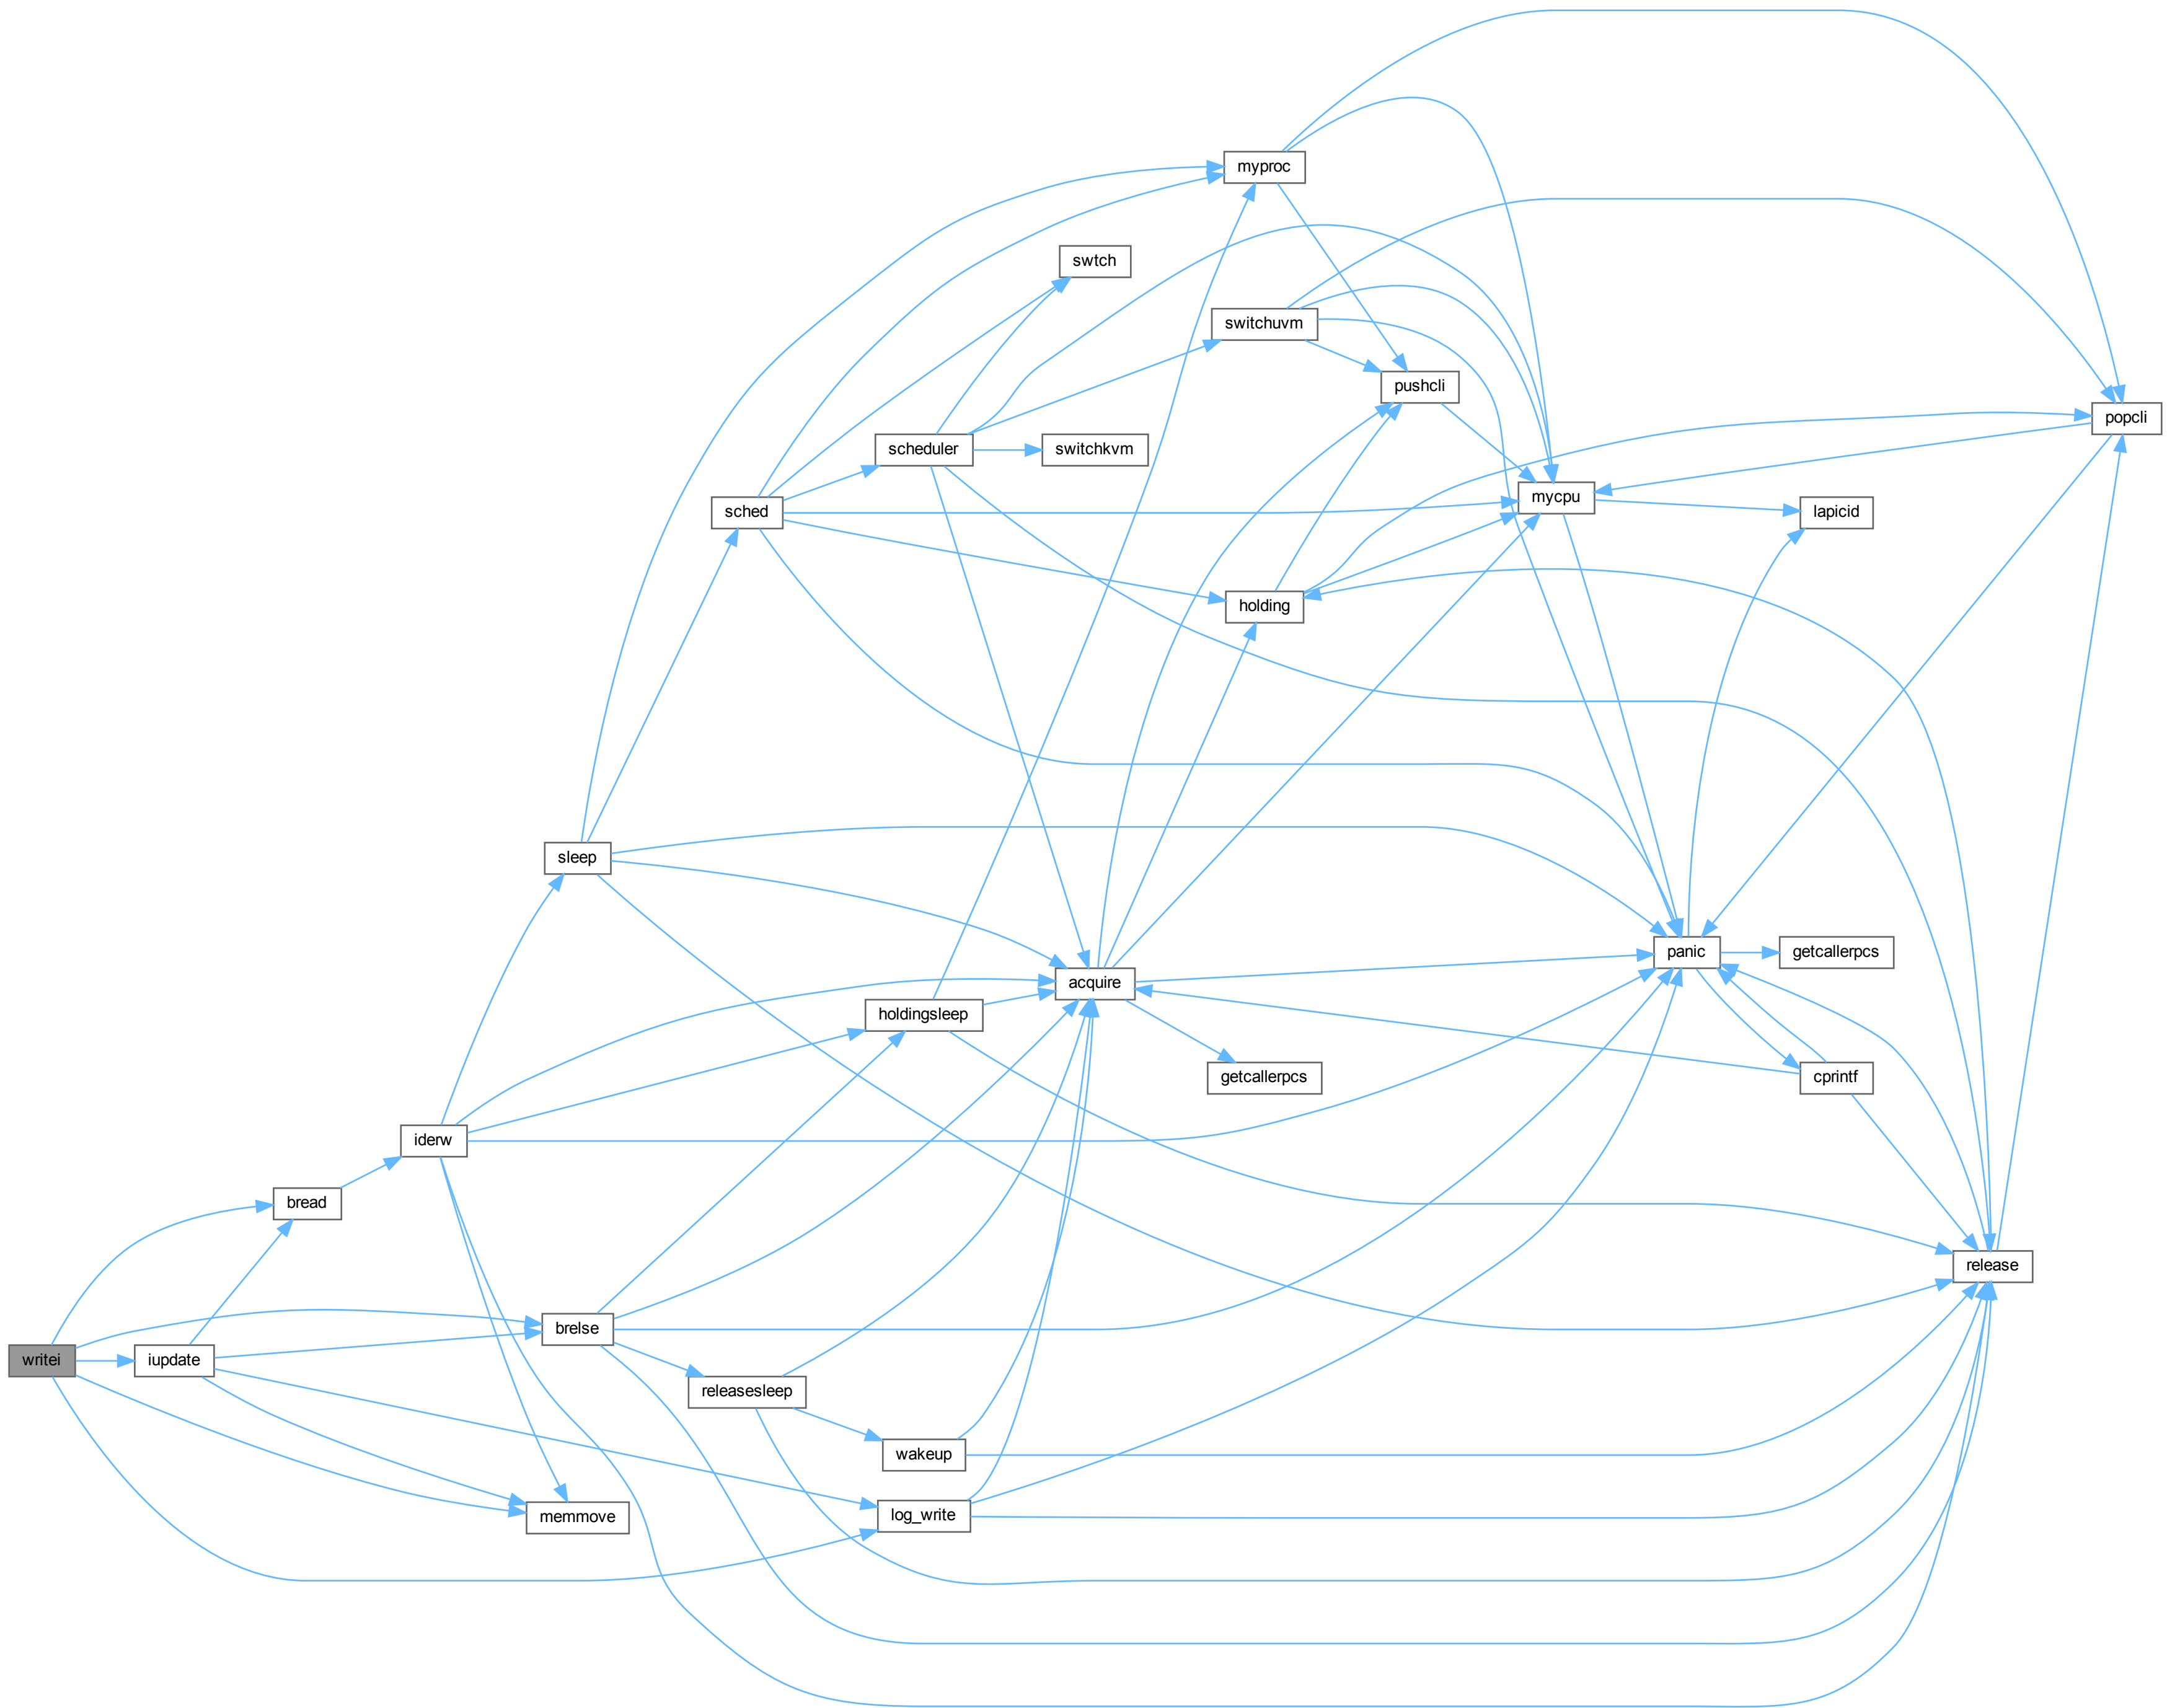 myproc
swtch
switchuvm
pushcli
popcli
scheduler
switchkvm
mycpu
sched
lapicid
holding
sleep
panic
getcallerpcs
acquire
holdingsleep
getcallerpcs
cprintf
iderw
bread
release
brelse
writei
iupdate
releasesleep
wakeup
log_write
memmove